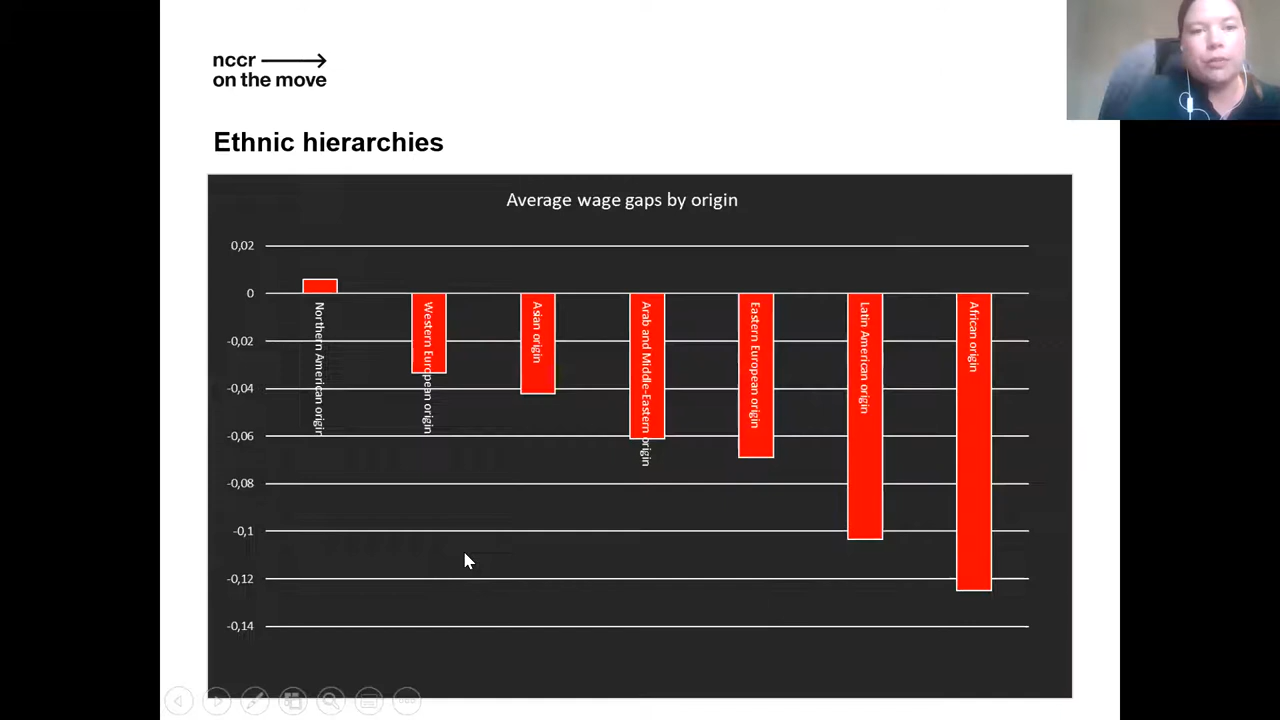 nccr
on the move
Ethnic hierarchies
Average wage gaps by origin
0,02
0
-0,02
-0,04
-0,06
-0,08
-0,1
-0,12
-0,14
Northern American origin
Western European origin
Asian origin
Arab and Middle-Eastern origin
Eastern European origin
Latin American origin
African origin